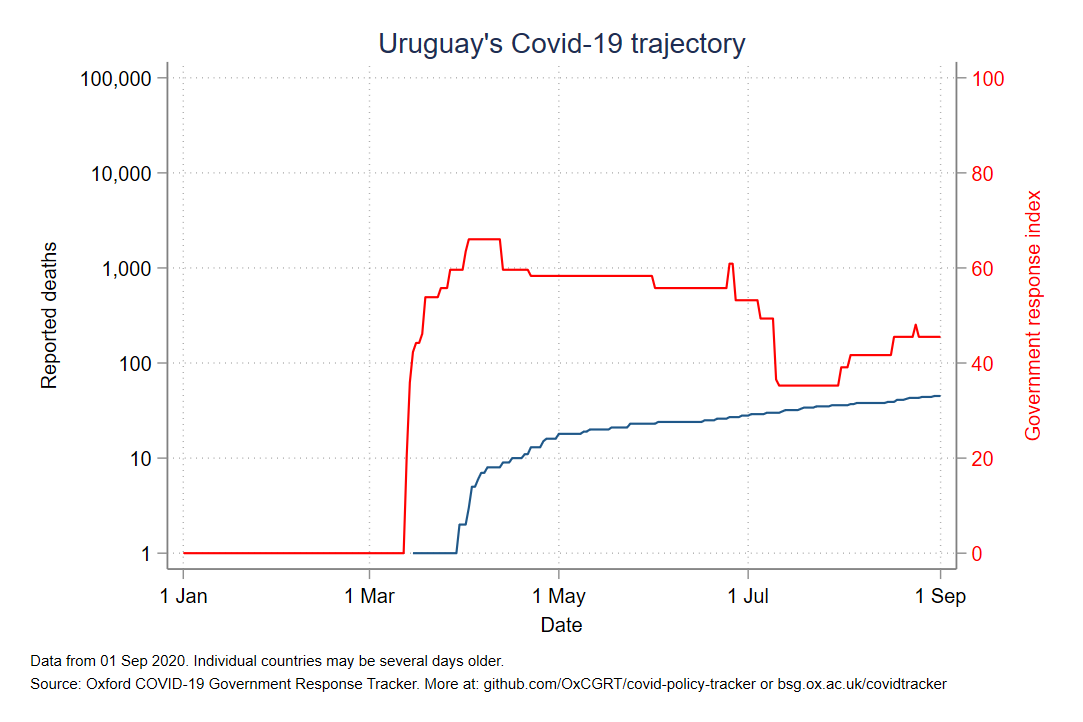 Uruguay's Covid-19 trajectory
100,000
10,000
1,000
100
10
1
Reported deaths
100
80
60
40
20
0
Government response index
1 Jan
1 Mar
1 May
1 Jul
1 Sep
Date
Data from 01 Sep 2020. Individual countries may be several days older.
Source: Oxford COVID-19 Government Response Tracker. More at: github.com/OxCGRT/covid-policy-tracker or bsg.ox.ac.uk/covidtracker